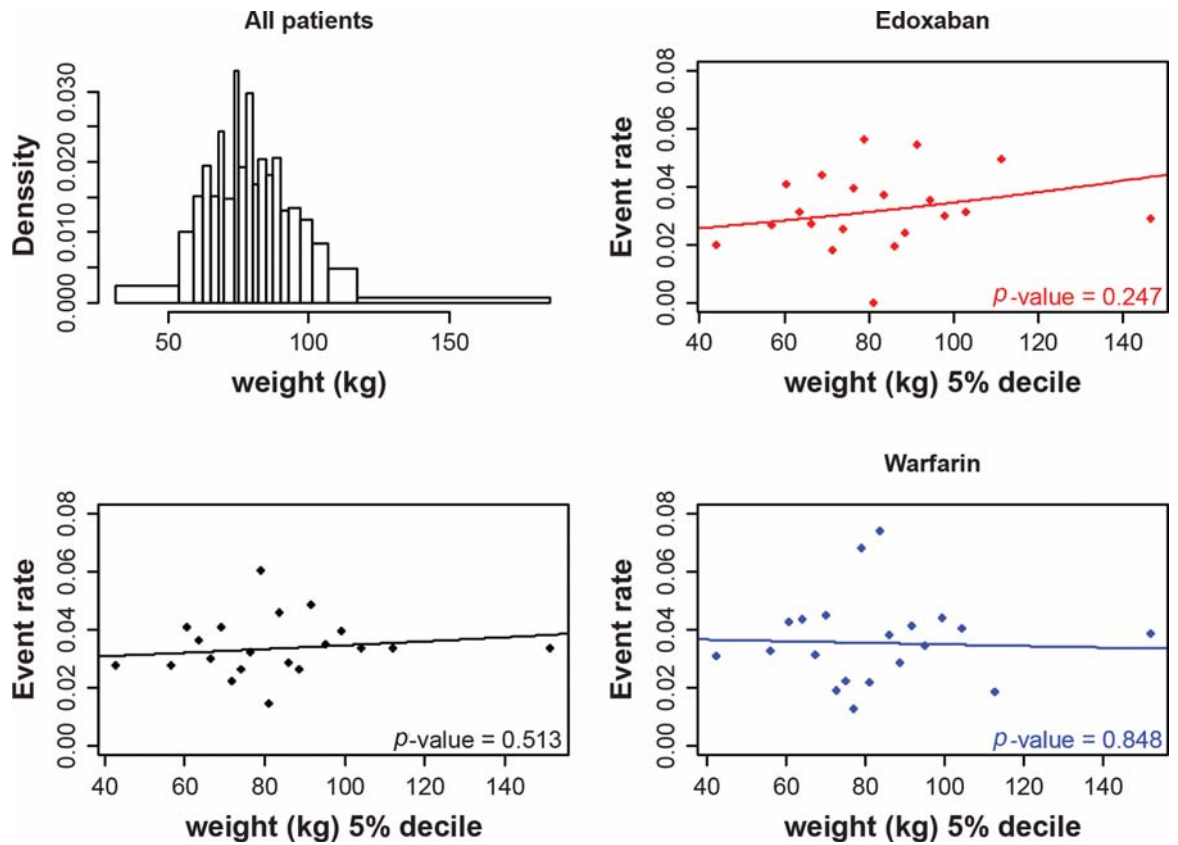 All patients
Denssity
0.000 0.010 0.020 0.030
50 100 150
weight (kg)
Edoxaban
Event rate
0.00 0.02 0.04 0.06 0.08
p-value = 0.247
40 60 80 100 120 140
weight (kg) 5% decile
Event rate
0.00 0.02 0.04 0.06 0.08
p-value = 0.513
40 60 80 100 120 140
weight (kg) 5% decile
Warfarin
Event rate
0.00 0.02 0.04 0.06 0.08
p-value = 0.848
40 60 80 100 120 140
weight (kg) 5% decile